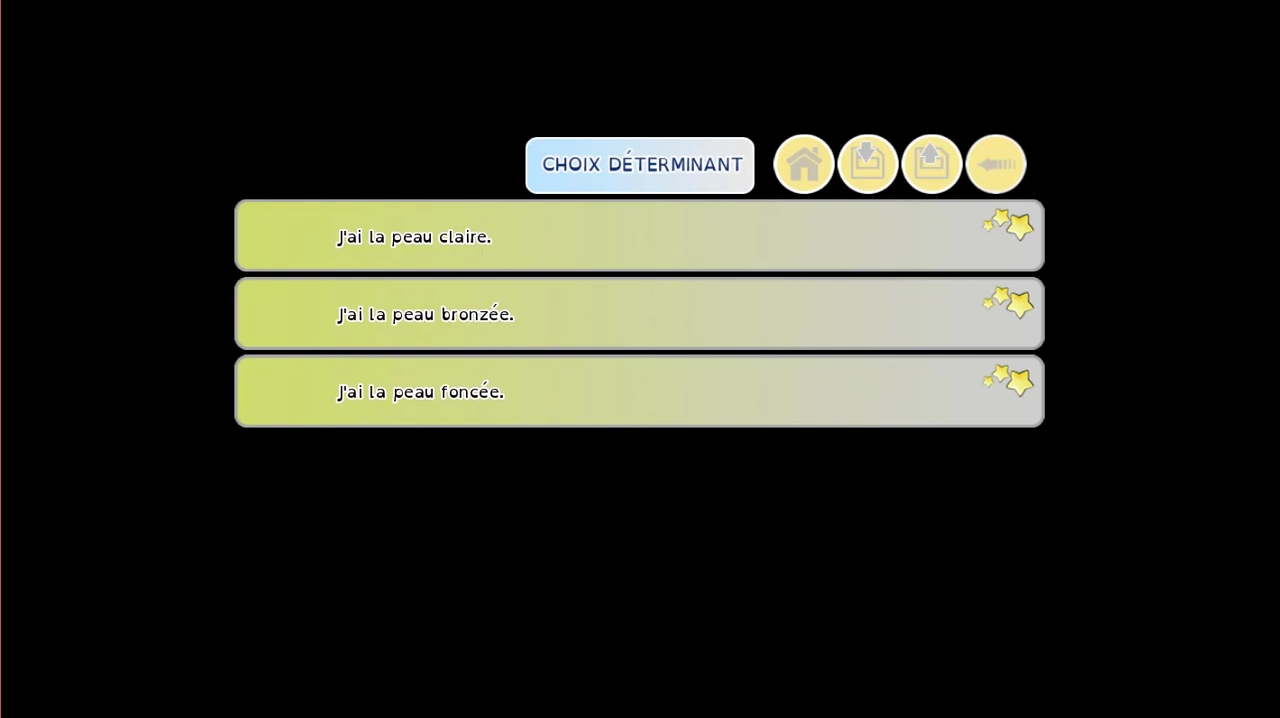 CHOIX DÉTERMINANT
J'ai la peau claire.
J'ai la peau bronzée.
J'ai la peau foncée.